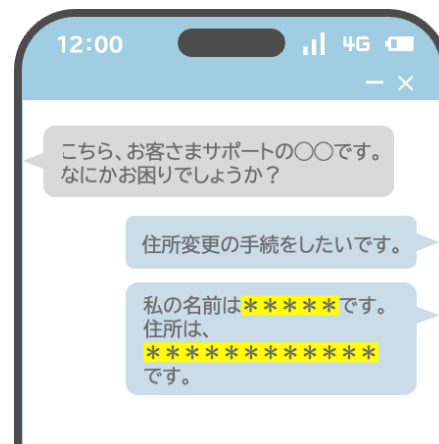 12:00
4G
こちら、お客さまサポートの〇〇です。
なにかお困りでしょうか？
住所変更の手続をしたいです。
私の名前は＊＊＊＊＊です。
住所は、
＊＊＊＊＊＊＊＊＊＊＊＊
です。